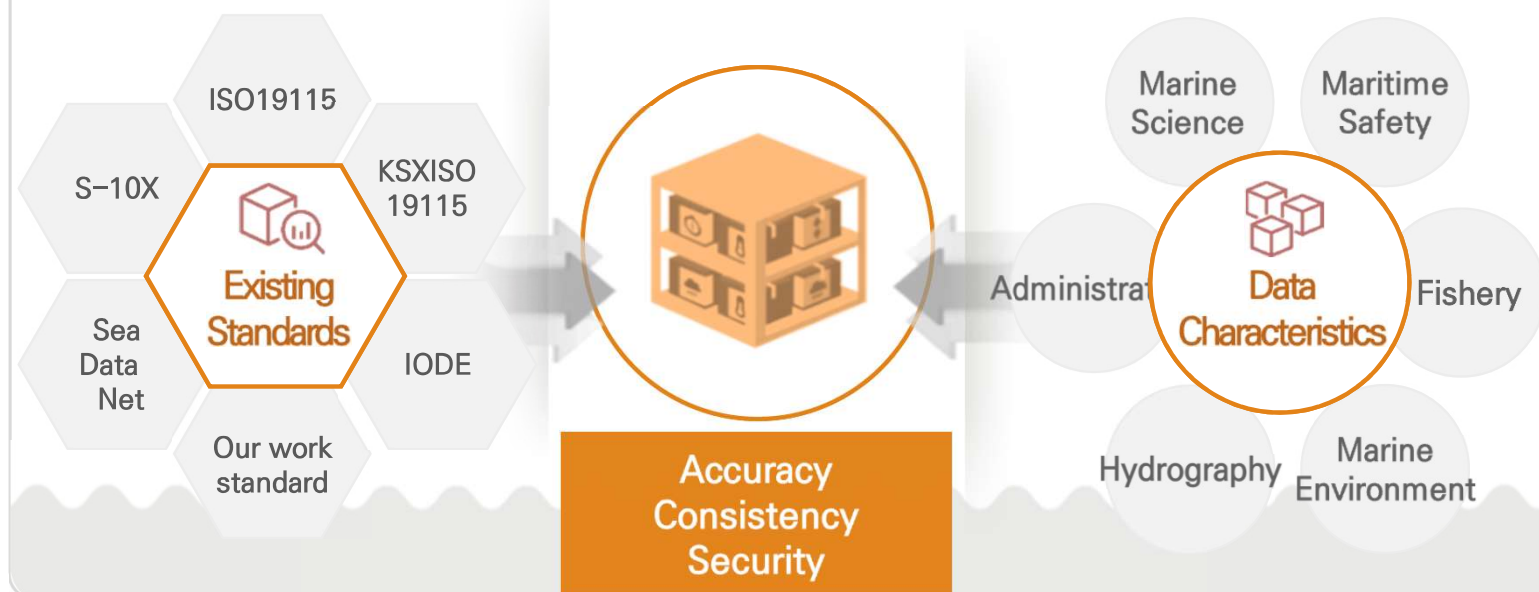 ISO19115
S-10X
KSXISO
19115
Existing
Standards
Sea
Data
Net
IODE
Our work
standard
Accuracy
Consistency
Security
Marine
Science
Maritime
Safety
Administrat
Data
Characteristics
Fishery
Hydrography
Marine
Environment